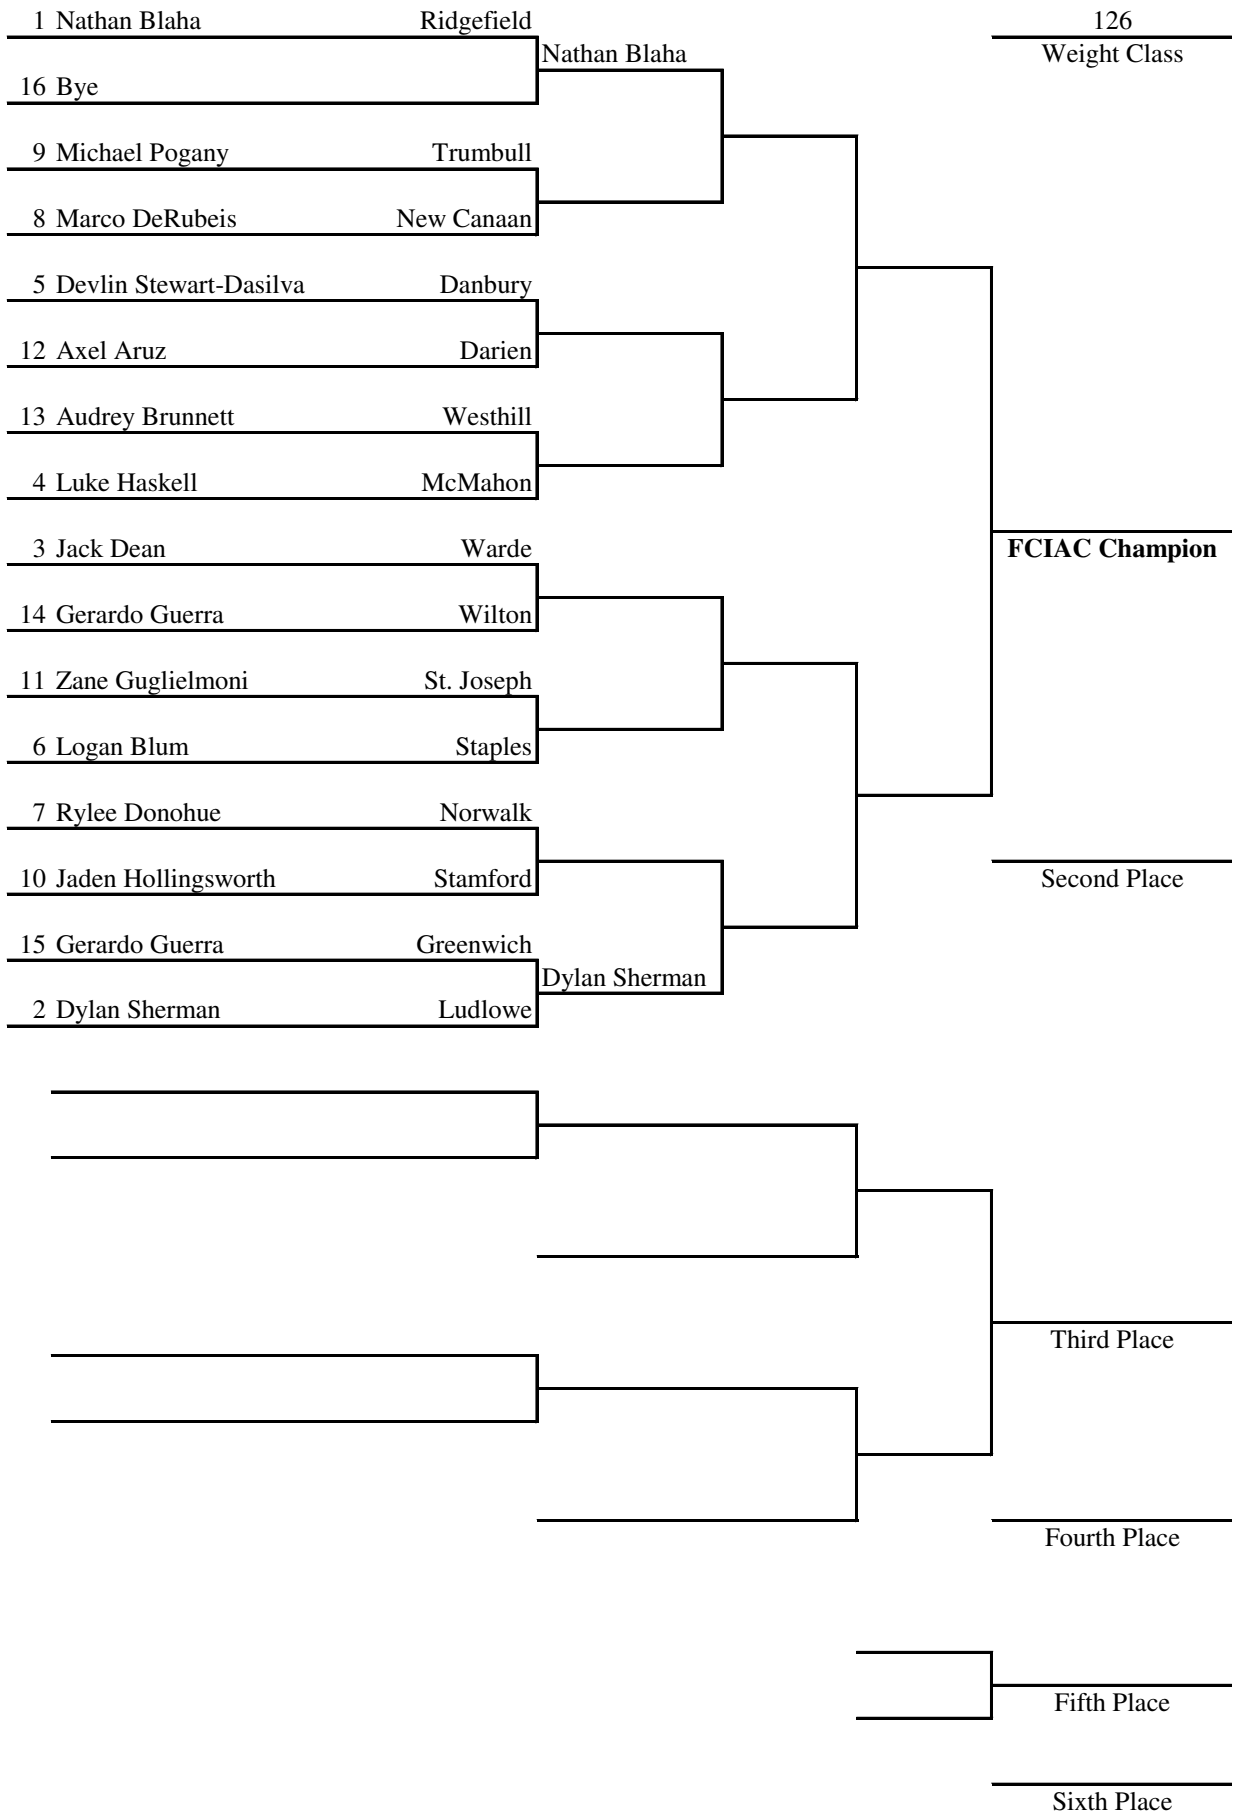 1 Nathan Blaha Ridgefield 126
Nathan Blaha Weight Class
16 Bye
9 Michael Pogany Trumbull
8 Marco DeRubeis New Canaan
5 Devlin Stewart-Dasilva Danbury
12 Axel Aruz Darien
13 Audrey Brunnett Westhill
4 Luke Haskell McMahon
3 Jack Dean Warde FCIAC Champion
14 Gerardo Guerra Wilton
11 Zane Guglielmoni St. Joseph
6 Logan Blum Staples
7 Rylee Donohue Norwalk
10 Jaden Hollingsworth Stamford Second Place
15 Gerardo Guerra Greenwich
Dylan Sherman
2 Dylan Sherman Ludlowe
Third Place
Fourth Place
Fifth Place
Sixth Place